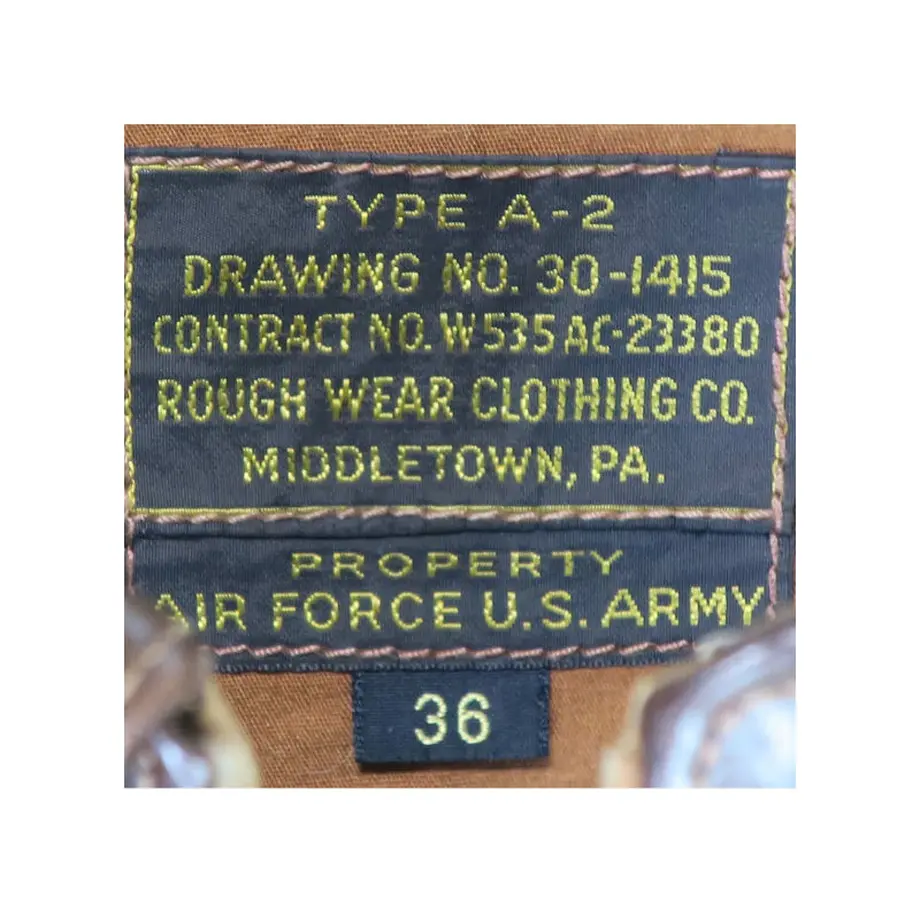 TYPE A-2
DRAWING NO. 30-1415
CONTRACT NO. W535 AC-23380
ROUGH WEAR CLOTHING CO.
MIDDLETOWN, PA.
PROPERTY
AIR FORCE U.S. ARMY
36